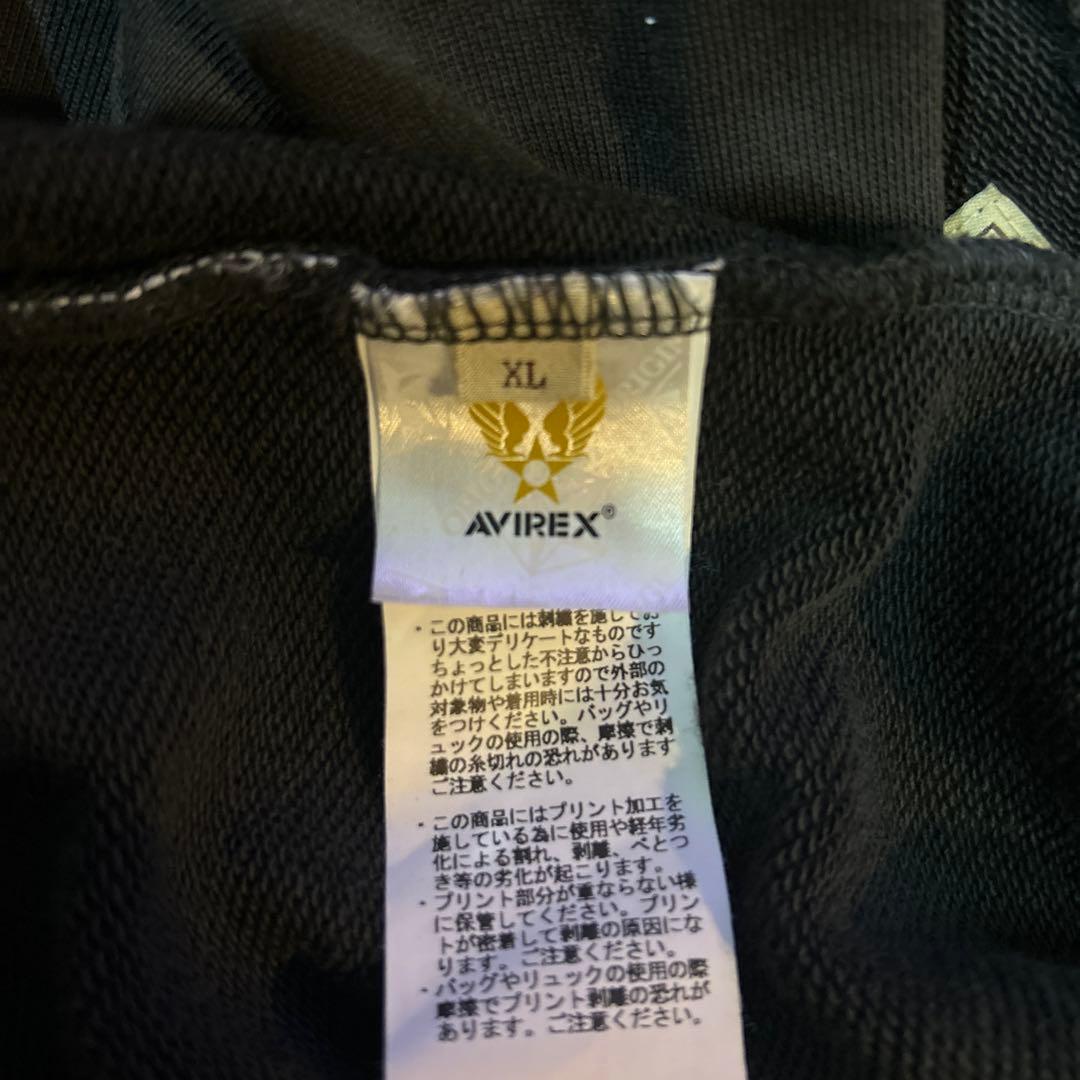 XL
AVIREX®
・この商品には刺繍を施してお
り大変デリケートなものです
ちょっとした不注意からひっ
かけてしまいますので外部の
対象物や着用時には十分お気
をつけください。バッグやリ
ュックの使用の際、摩擦で刺
繍の糸切れの恐れがあります
ご注意ください。
・この商品にはプリント加工を
施している為に使用や経年劣
化による割れ、剥離、べとつ
き等の劣化が起こります。
・プリント部分が重ならない様
に保管してください。プリン
トが密着して剥離の原因にな
ります。ご注意ください。
・バッグやリュックの使用の際
摩擦でプリント剥離の恐れが
あります。ご注意ください。